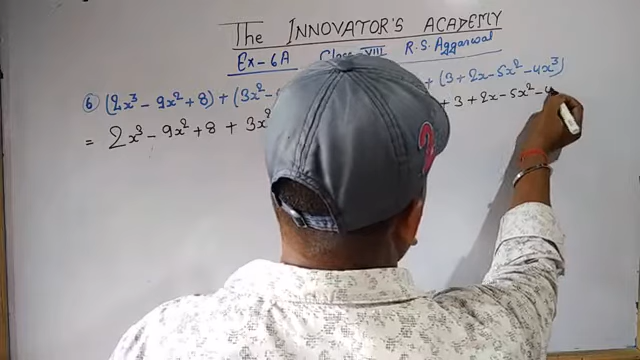 The INNOVATOR'S ACADEMY
Ex-6A Class-VIII R.S. Aggarwal
⑥ (2x³ - 9x² + 8) + (3x² - + (3 + 2x - 5x² - 4x³)
= 2x³ - 9x² + 8 + 3x² + 3 + 2x - 5x² - 4